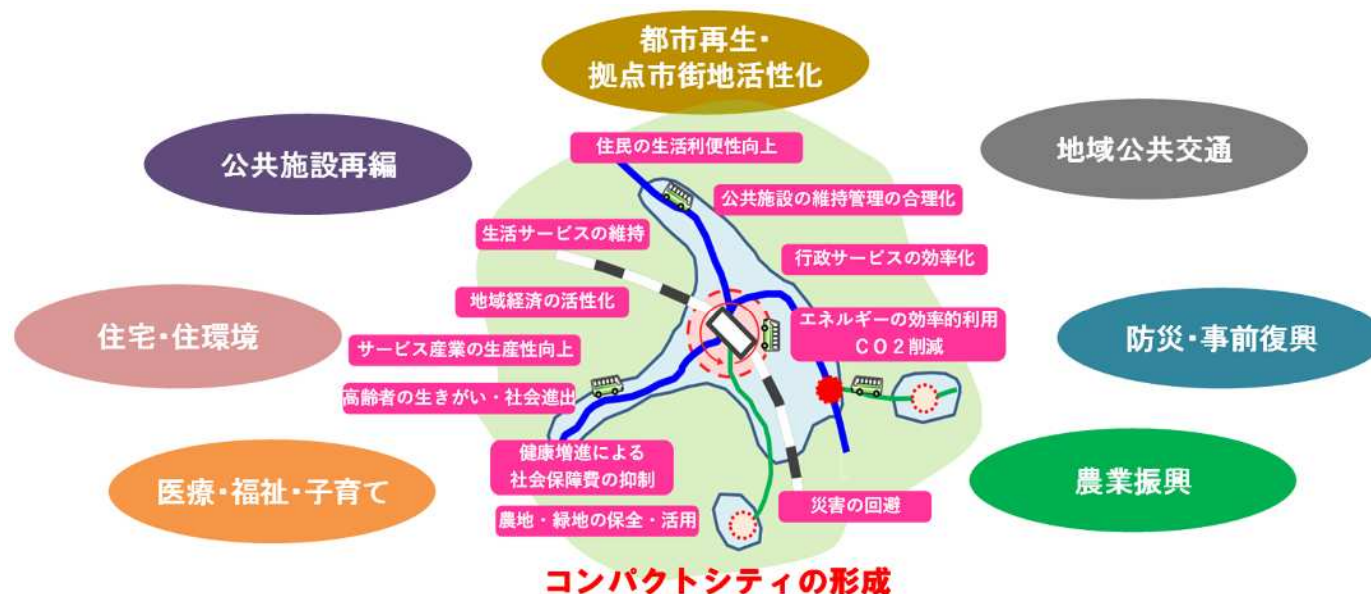 都市再生・
拠点市街地活性化
公共施設再編
地域公共交通
住民の生活利便性向上
公共施設の維持管理の合理化
生活サービスの維持
行政サービスの効率化
地域経済の活性化
住宅・住環境
エネルギーの効率的利用
CO2削減
防災・事前復興
サービス産業の生産性向上
高齢者の生きがい・社会進出
健康増進による
社会保障費の抑制
医療・福祉・子育て
農業振興
農地・緑地の保全・活用
災害の回避
コンパクトシティの形成